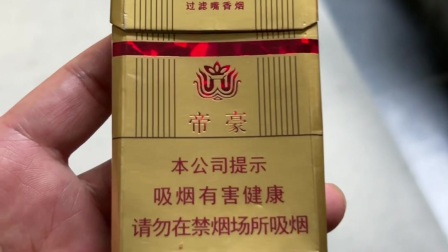 过滤嘴香烟
帝豪
本公司提示
吸烟有害健康
请勿在禁烟场所吸烟